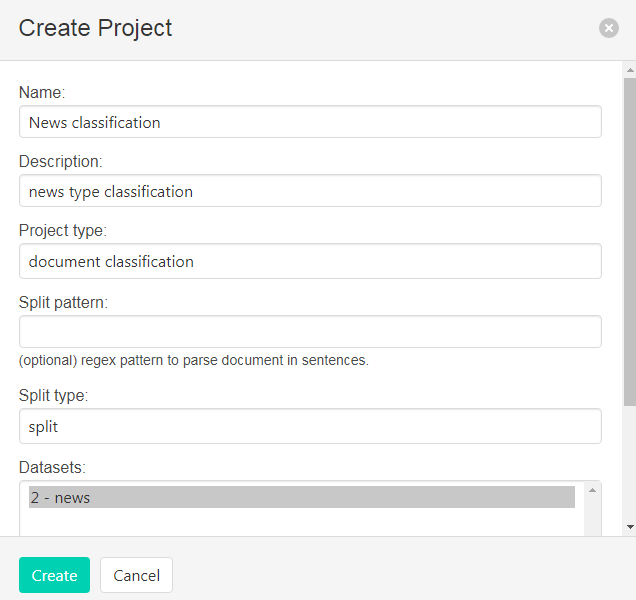 Create Project
Name:
News classification
Description:
news type classification
Project type:
document classification
Split pattern:
(optional) regex pattern to parse document in sentences.
Split type:
split
Datasets:
2 - news
Create
Cancel